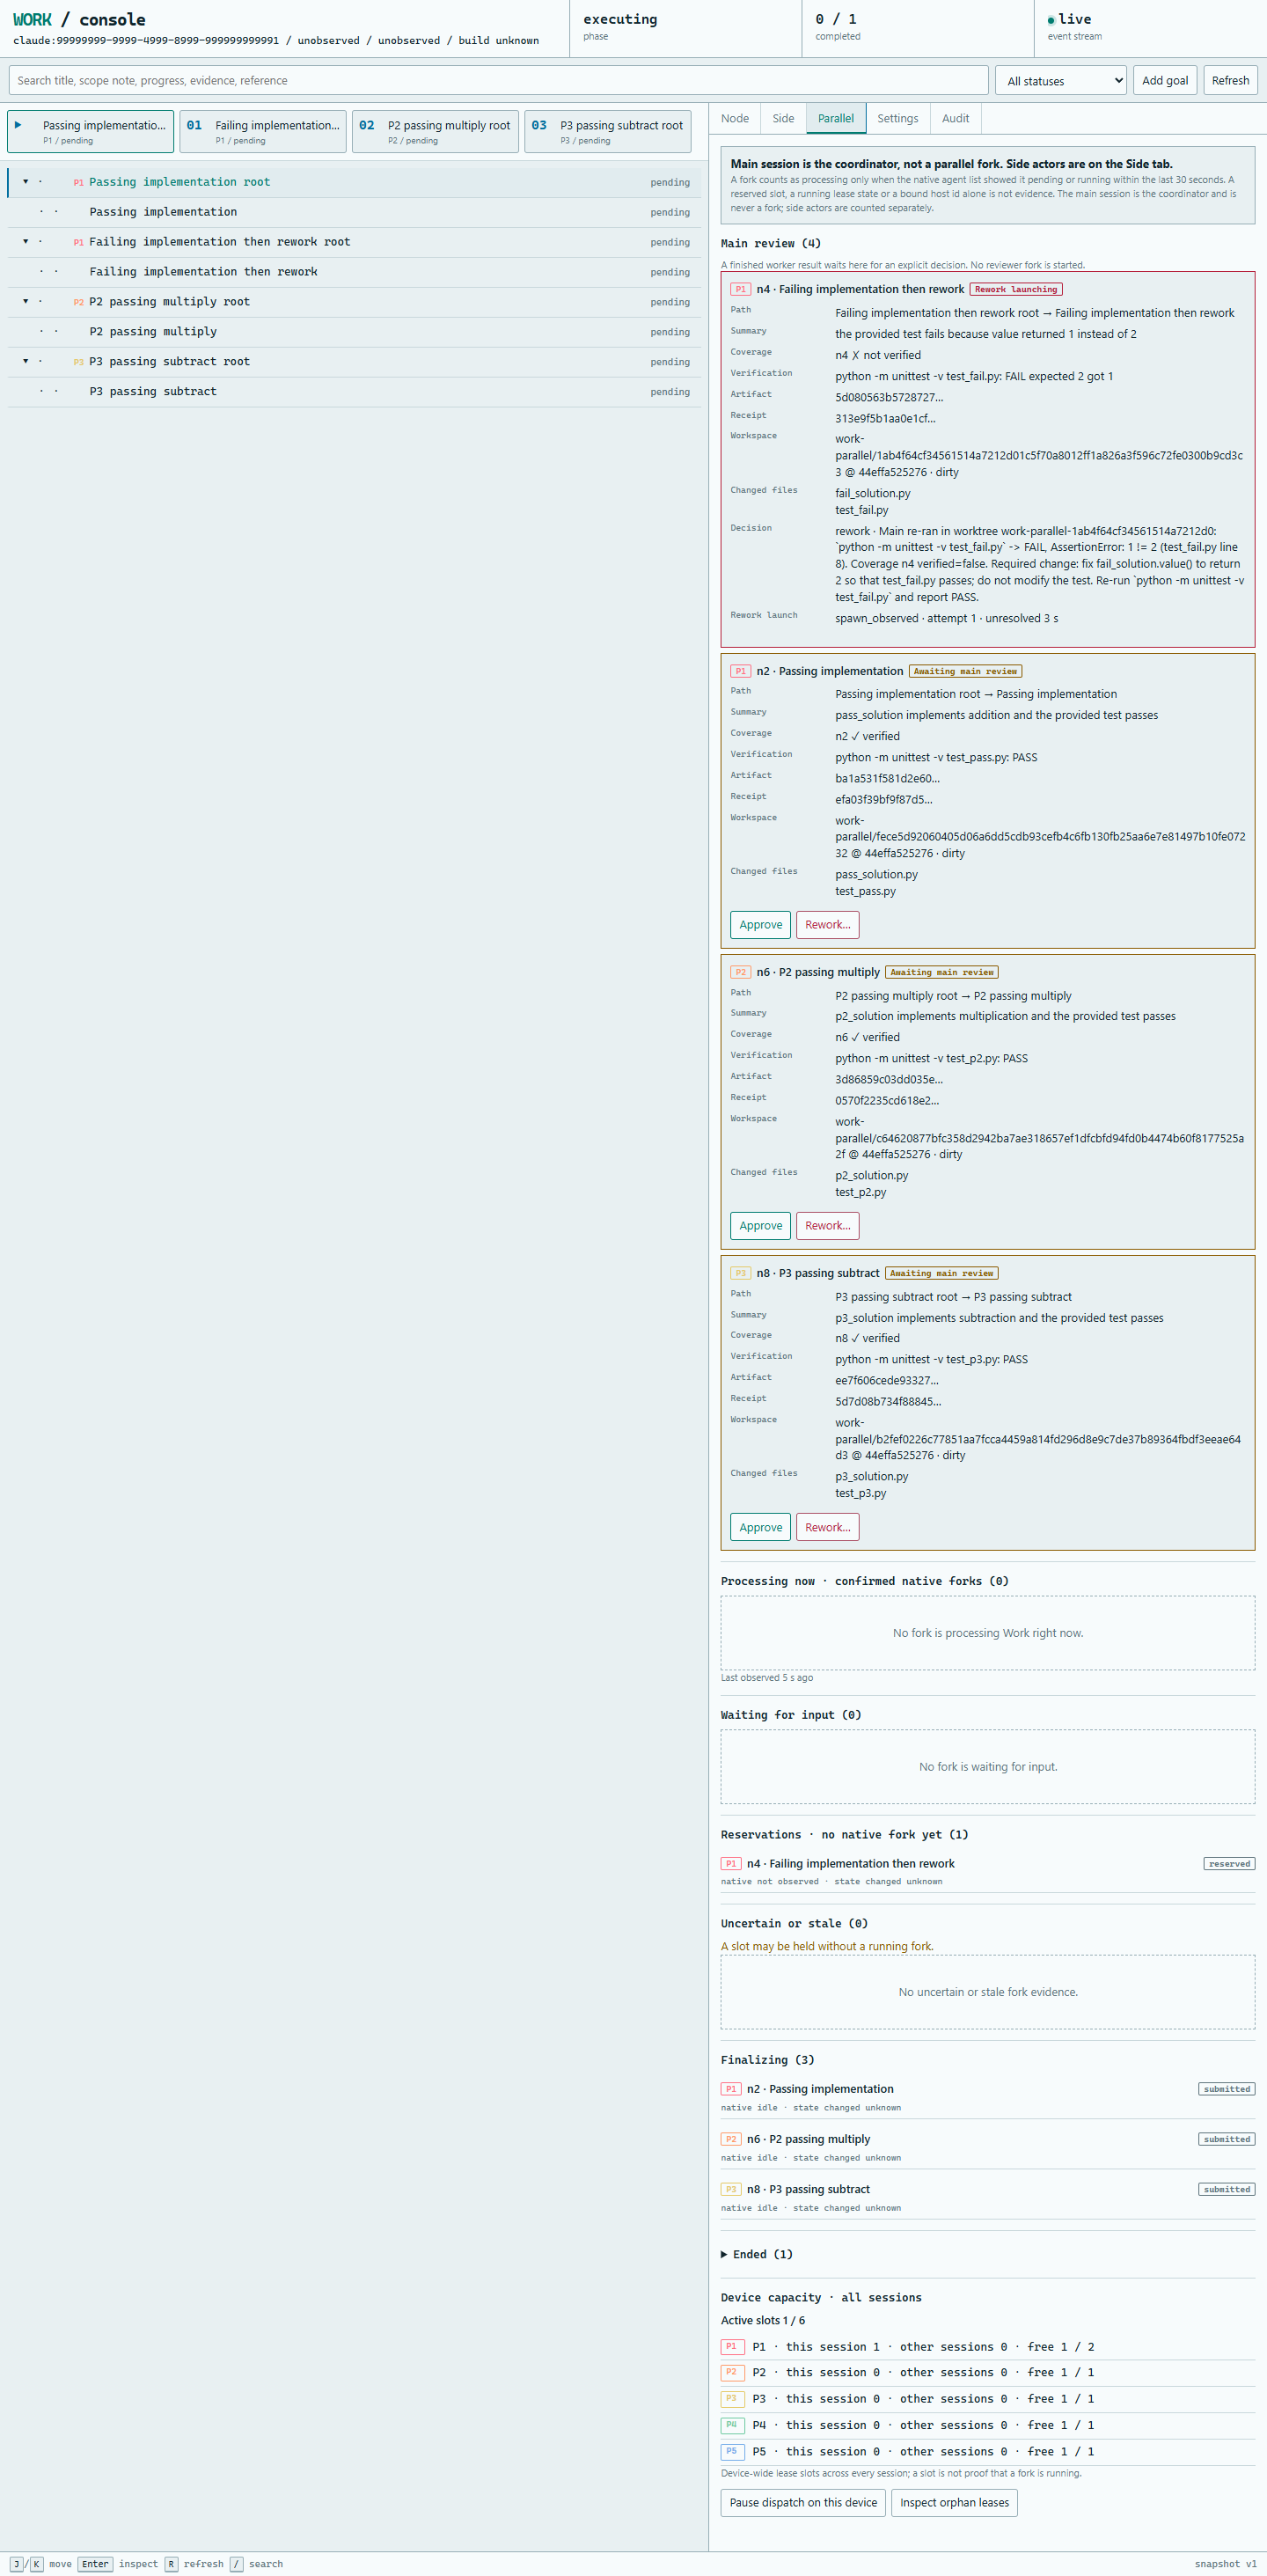 WORK / console
claude:99999999-9999-4999-8999-999999999991 / unobserved / unobserved / build unknown
executing
phase
0 / 1
completed
live
event stream
Search title, scope note, progress, evidence, reference
All statuses
Add goal
Refresh
▶ Passing implementatio...
P1 / pending
01 Failing implementation...
P1 / pending
02 P2 passing multiply root
P2 / pending
03 P3 passing subtract root
P3 / pending
▾ · P1 Passing implementation root pending
· · Passing implementation pending
▾ · P1 Failing implementation then rework root pending
· · Failing implementation then rework pending
▾ · P2 P2 passing multiply root pending
· · P2 passing multiply pending
▾ · P3 P3 passing subtract root pending
· · P3 passing subtract pending
Node
Side
Parallel
Settings
Audit
Main session is the coordinator, not a parallel fork. Side actors are on the Side tab.
A fork counts as processing only when the native agent list showed it pending or running within the last 30 seconds. A
reserved slot, a running lease state or a bound host id alone is not evidence. The main session is the coordinator and is
never a fork; side actors are counted separately.
Main review (4)
A finished worker result waits here for an explicit decision. No reviewer fork is started.
P1 n4 · Failing implementation then rework Rework launching
Path Failing implementation then rework root → Failing implementation then rework
Summary the provided test fails because value returned 1 instead of 2
Coverage n4 ✗ not verified
Verification python -m unittest -v test_fail.py: FAIL expected 2 got 1
Artifact 5d080563b5728727...
Receipt 313e9f5b1aa0e1cf...
Workspace work-
parallel/1ab4f64cf34561514a7212d01c5f70a8012ff1a826a3f596c72fe0300b9cd3c
3 @ 44effa525276 · dirty
Changed files fail_solution.py
test_fail.py
Decision rework · Main re-ran in worktree work-parallel-1ab4f64cf34561514a7212d0:
`python -m unittest -v test_fail.py` -> FAIL, AssertionError: 1 != 2 (test_fail.py line
8). Coverage n4 verified=false. Required change: fix fail_solution.value() to return
2 so that test_fail.py passes; do not modify the test. Re-run `python -m unittest -v
test_fail.py` and report PASS.
Rework launch spawn_observed · attempt 1 · unresolved 3 s
P1 n2 · Passing implementation Awaiting main review
Path Passing implementation root → Passing implementation
Summary pass_solution implements addition and the provided test passes
Coverage n2 ✓ verified
Verification python -m unittest -v test_pass.py: PASS
Artifact ba1a531f581d2e60...
Receipt efa03f39bf9f87d5...
Workspace work-
parallel/fece5d92060405d06a6dd5cdb93cefb4c6fb130fb25aa6e7e81497b10fe072
32 @ 44effa525276 · dirty
Changed files pass_solution.py
test_pass.py
Approve
Rework...
P2 n6 · P2 passing multiply Awaiting main review
Path P2 passing multiply root → P2 passing multiply
Summary p2_solution implements multiplication and the provided test passes
Coverage n6 ✓ verified
Verification python -m unittest -v test_p2.py: PASS
Artifact 3d86859c03dd035e...
Receipt 0570f2235cd618e2...
Workspace work-
parallel/c64620877bfc358d2942ba7ae318657ef1dfcbfd94fd0b4474b60f8177525a
2f @ 44effa525276 · dirty
Changed files p2_solution.py
test_p2.py
Approve
Rework...
P3 n8 · P3 passing subtract Awaiting main review
Path P3 passing subtract root → P3 passing subtract
Summary p3_solution implements subtraction and the provided test passes
Coverage n8 ✓ verified
Verification python -m unittest -v test_p3.py: PASS
Artifact ee7f606cede93327...
Receipt 5d7d08b734f88845...
Workspace work-
parallel/b2fef0226c77851aa7fcca4459a814fd296d8e9c7de37b89364fbdf3eeae64
d3 @ 44effa525276 · dirty
Changed files p3_solution.py
test_p3.py
Approve
Rework...
Processing now · confirmed native forks (0)
No fork is processing Work right now.
Last observed 5 s ago
Waiting for input (0)
No fork is waiting for input.
Reservations · no native fork yet (1)
P1 n4 · Failing implementation then rework reserved
native not observed · state changed unknown
Uncertain or stale (0)
A slot may be held without a running fork.
No uncertain or stale fork evidence.
Finalizing (3)
P1 n2 · Passing implementation submitted
native idle · state changed unknown
P2 n6 · P2 passing multiply submitted
native idle · state changed unknown
P3 n8 · P3 passing subtract submitted
native idle · state changed unknown
▶ Ended (1)
Device capacity · all sessions
Active slots 1 / 6
P1 P1 · this session 1 · other sessions 0 · free 1 / 2
P2 P2 · this session 0 · other sessions 0 · free 1 / 1
P3 P3 · this session 0 · other sessions 0 · free 1 / 1
P4 P4 · this session 0 · other sessions 0 · free 1 / 1
P5 P5 · this session 0 · other sessions 0 · free 1 / 1
Device-wide lease slots across every session; a slot is not proof that a fork is running.
Pause dispatch on this device
Inspect orphan leases
J/K move Enter inspect R refresh / search
snapshot v1